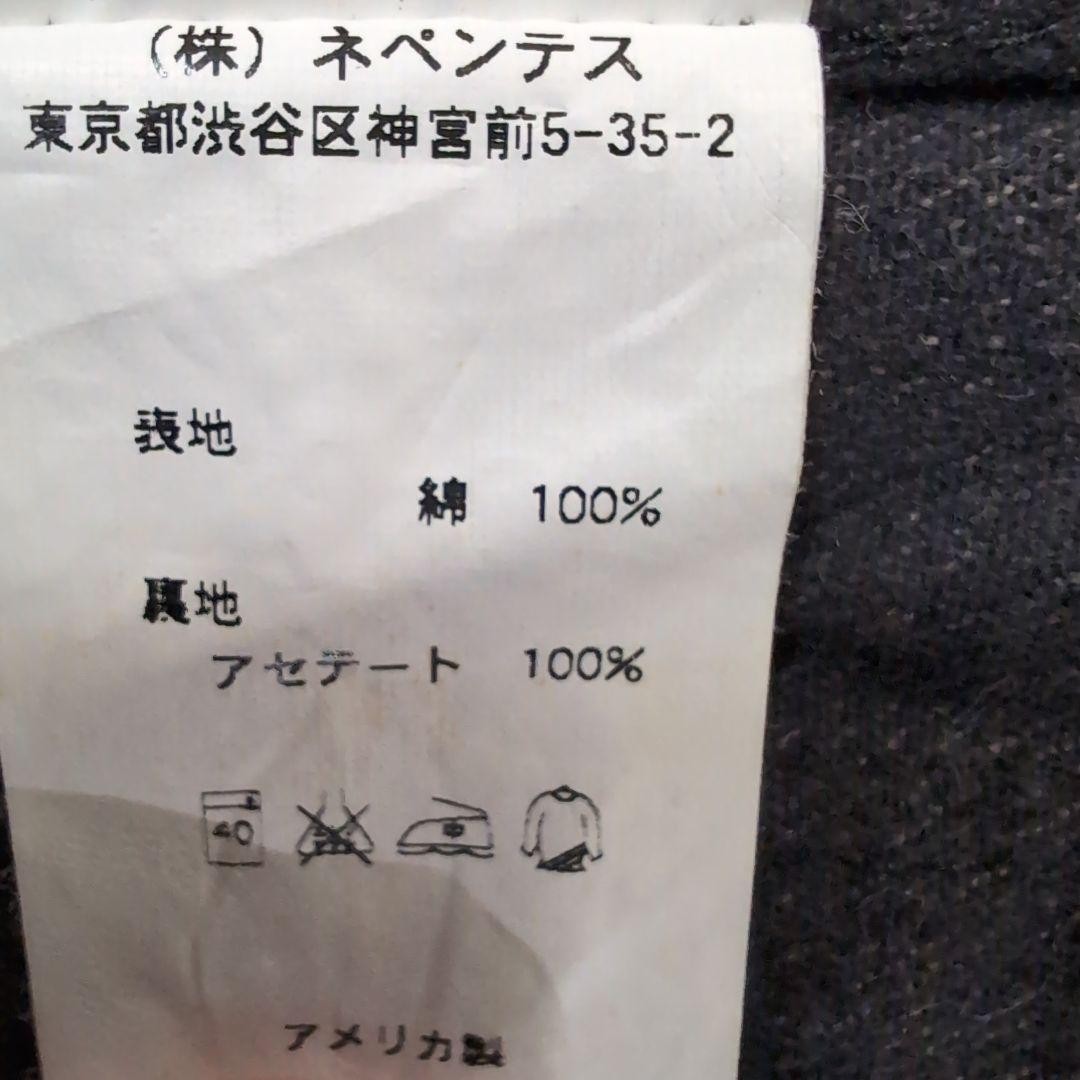 (株) ネペンテス
東京都渋谷区神宮前5-35-2
表地
綿 100%
裏地
アセテート 100%
40
中
アメリカ製